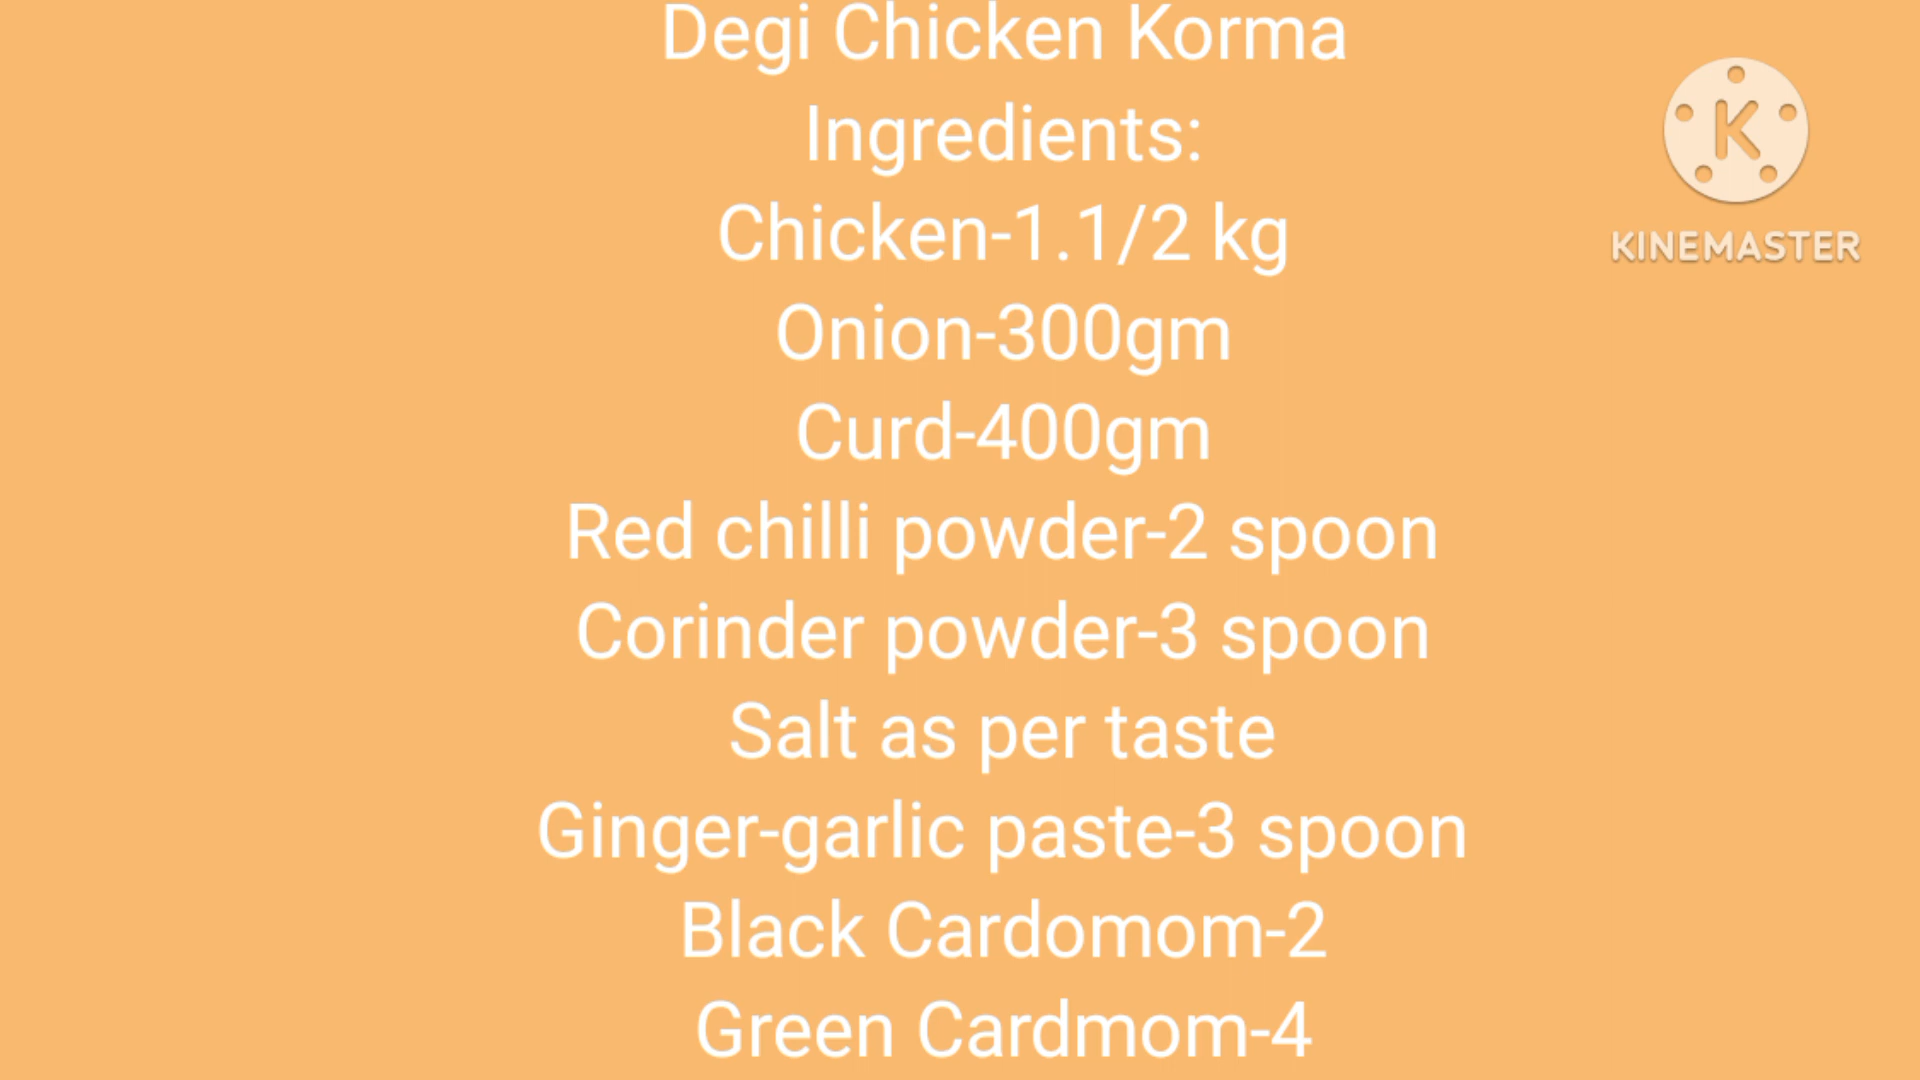 Degi Chicken Korma
Ingredients:
Chicken-1.1/2 kg
Onion-300gm
Curd-400gm
Red chilli powder-2 spoon
Corinder powder-3 spoon
Salt as per taste
Ginger-garlic paste-3 spoon
Black Cardomom-2
Green Cardmom-4
K
KINEMASTER